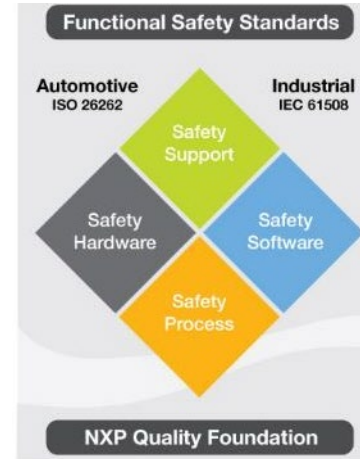 Functional Safety Standards
Automotive
ISO 26262
Industrial
IEC 61508
Safety
Support
Safety
Hardware
Safety
Software
Safety
Process
NXP Quality Foundation